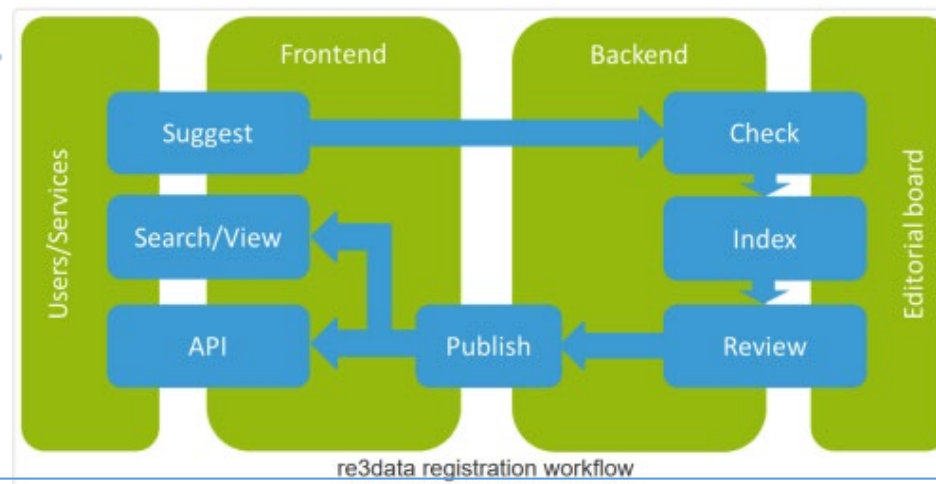 Users/Services
Frontend
Backend
Editorial board
Suggest
Check
Search/View
Index
API
Publish
Review
re3data registration workflow